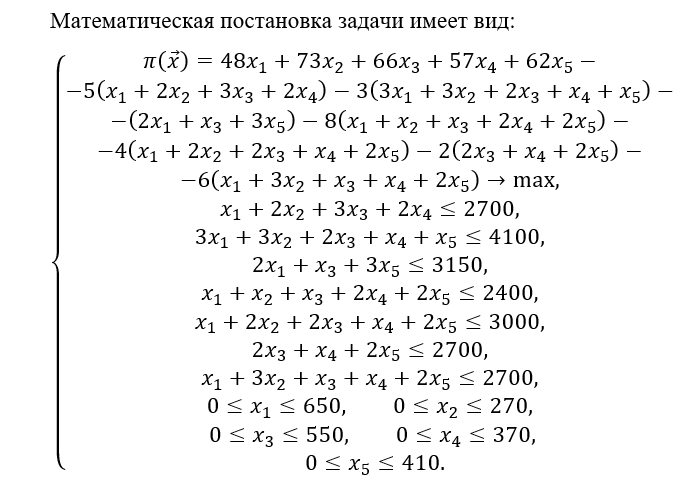 Математическая постановка задачи имеет вид:
π(x⃗) = 48x₁ + 73x₂ + 66x₃ + 57x₄ + 62x₅ −
−5(x₁ + 2x₂ + 3x₃ + 2x₄) − 3(3x₁ + 3x₂ + 2x₃ + x₄ + x₅) −
−(2x₁ + x₃ + 3x₅) − 8(x₁ + x₂ + x₃ + 2x₄ + 2x₅) −
−4(x₁ + 2x₂ + 2x₃ + x₄ + 2x₅) − 2(2x₃ + x₄ + 2x₅) −
−6(x₁ + 3x₂ + x₃ + x₄ + 2x₅) → max,
x₁ + 2x₂ + 3x₃ + 2x₄ ≤ 2700,
3x₁ + 3x₂ + 2x₃ + x₄ + x₅ ≤ 4100,
2x₁ + x₃ + 3x₅ ≤ 3150,
x₁ + x₂ + x₃ + 2x₄ + 2x₅ ≤ 2400,
x₁ + 2x₂ + 2x₃ + x₄ + 2x₅ ≤ 3000,
2x₃ + x₄ + 2x₅ ≤ 2700,
x₁ + 3x₂ + x₃ + x₄ + 2x₅ ≤ 2700,
0 ≤ x₁ ≤ 650, 0 ≤ x₂ ≤ 270,
0 ≤ x₃ ≤ 550, 0 ≤ x₄ ≤ 370,
0 ≤ x₅ ≤ 410.